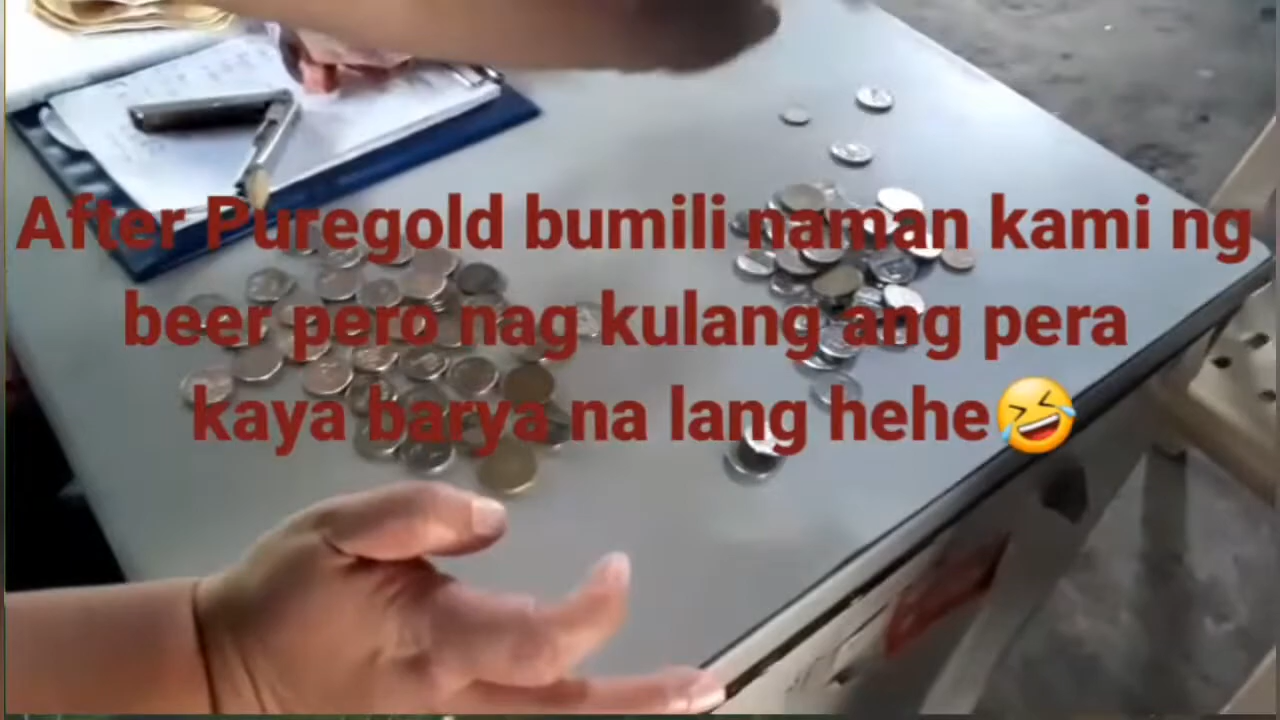 After Puregold bumili naman kami ng
beer pero nag kulang ang pera
kaya barya na lang hehe🤣